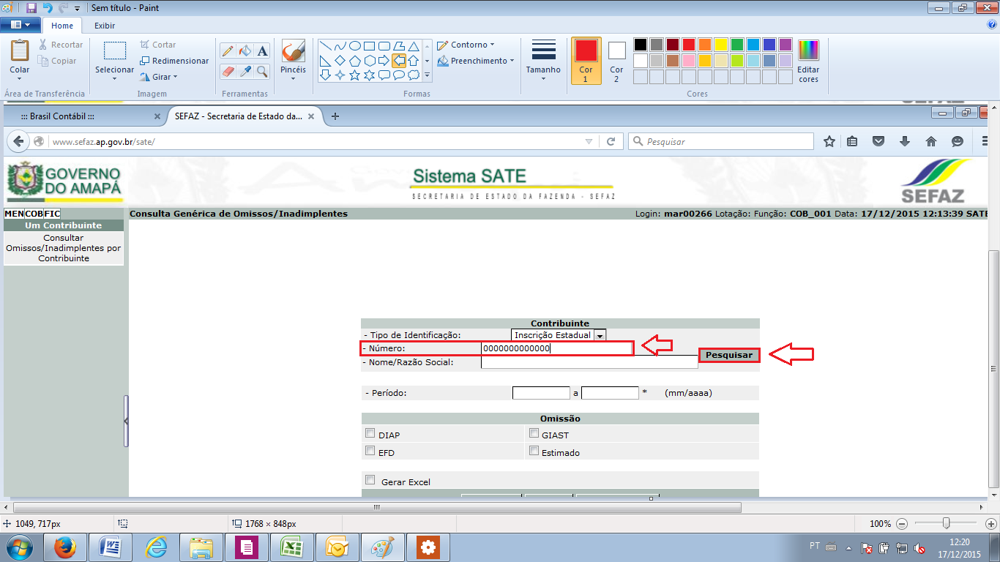 Sem título - Paint
Home
Exibir
Colar
Recortar
Copiar
Área de Transferência
Selecionar
Cortar
Redimensionar
Girar
Imagem
A
Ferramentas
Pincéis
Contorno
Preenchimento
Formas
Tamanho
Cor
1
Cor
2
Editar
cores
Cores
::: Brasil Contábil :::
SEFAZ - Secretaria de Estado da...
www.sefaz.ap.gov.br/sate/
Pesquisar
GOVERNO
DO AMAPÁ
Sistema SATE
SECRETARIA DE ESTADO DA FAZENDA - SEFAZ
SEFAZ
MENCOBFIC
Consulta Genérica de Omissos/Inadimplentes
Login: mar00266 Lotação: Função: COB_001 Data: 17/12/2015 12:13:39 SATE
Um Contribuinte
Consultar
Omissos/Inadimplentes por
Contribuinte
Contribuinte
- Tipo de Identificação: Inscrição Estadual
- Número: 0000000000000
Pesquisar
- Nome/Razão Social:
- Período: a * (mm/aaaa)
Omissão
DIAP GIAST
EFD Estimado
Gerar Excel
1049, 717px
1768 × 848px
100%
PT
12:20
17/12/2015